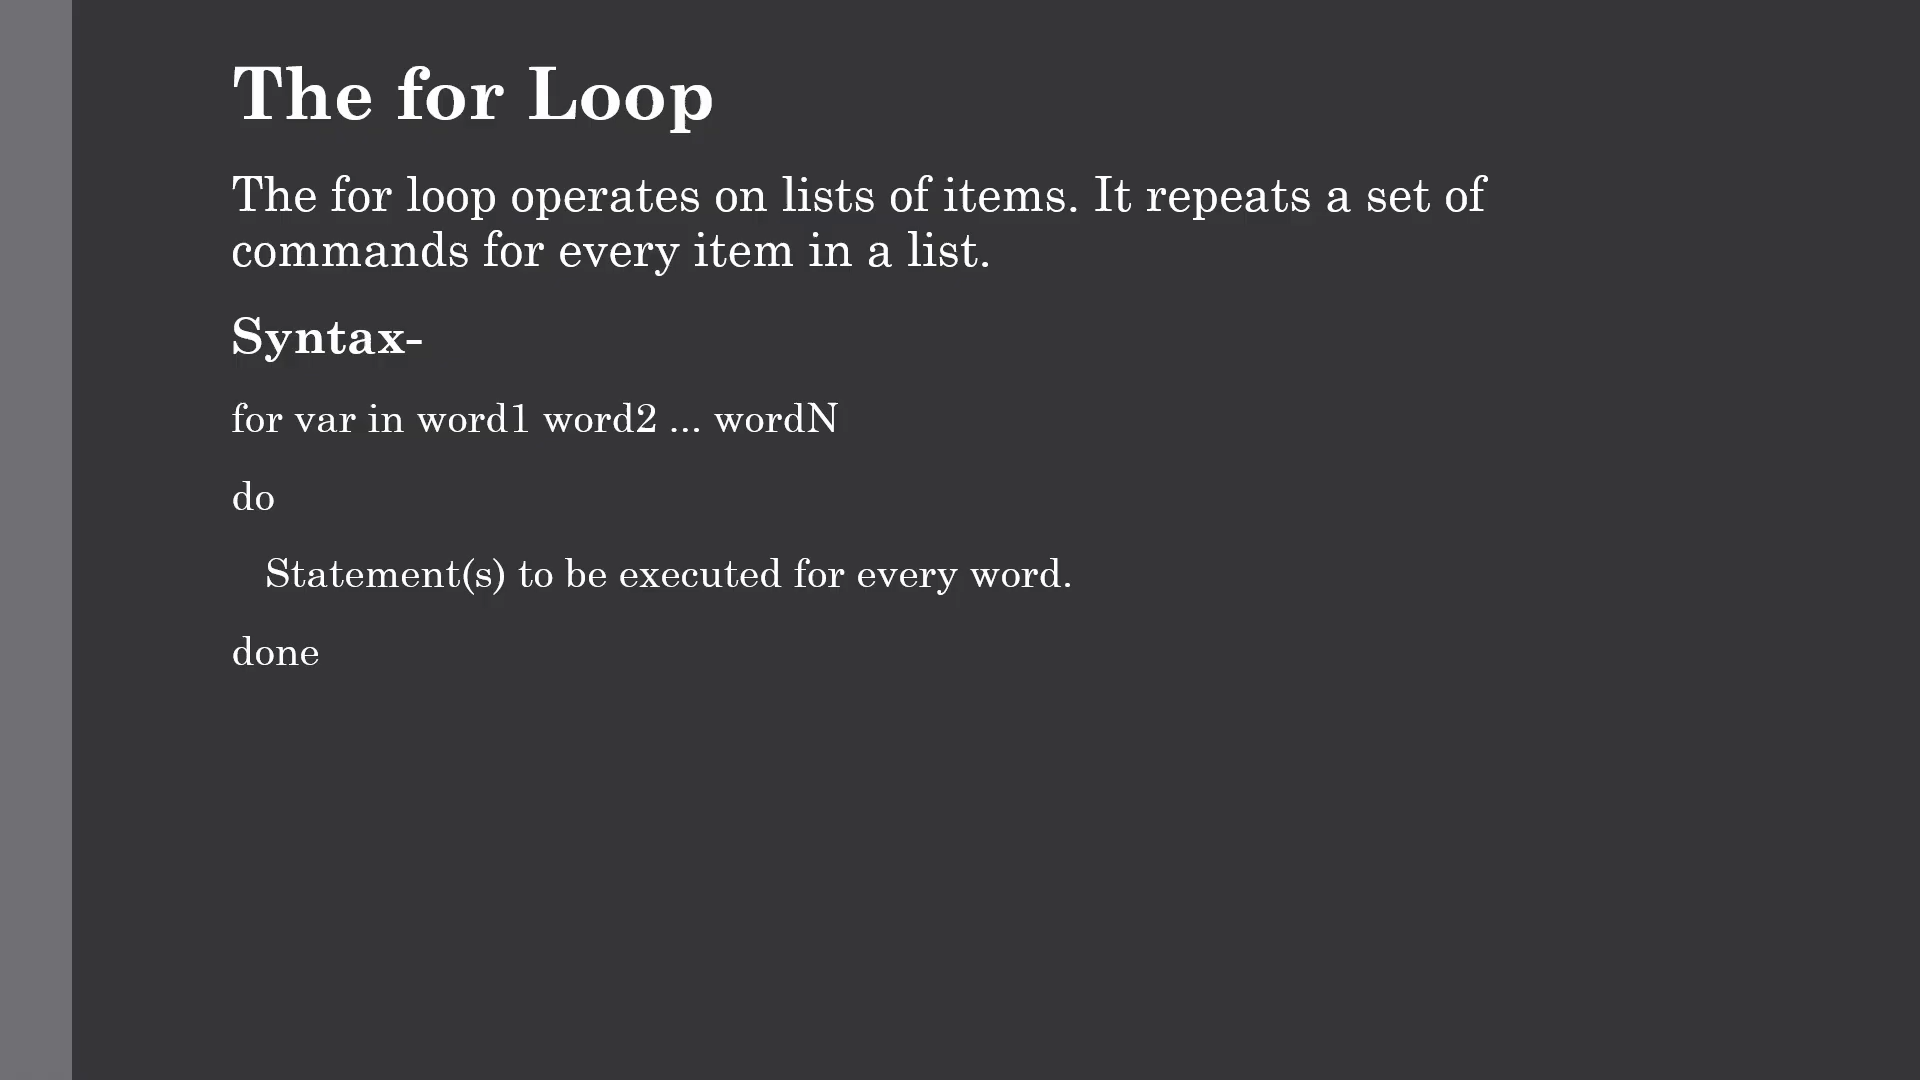 The for Loop
The for loop operates on lists of items. It repeats a set of
commands for every item in a list.
Syntax-
for var in word1 word2 ... wordN
do
Statement(s) to be executed for every word.
done